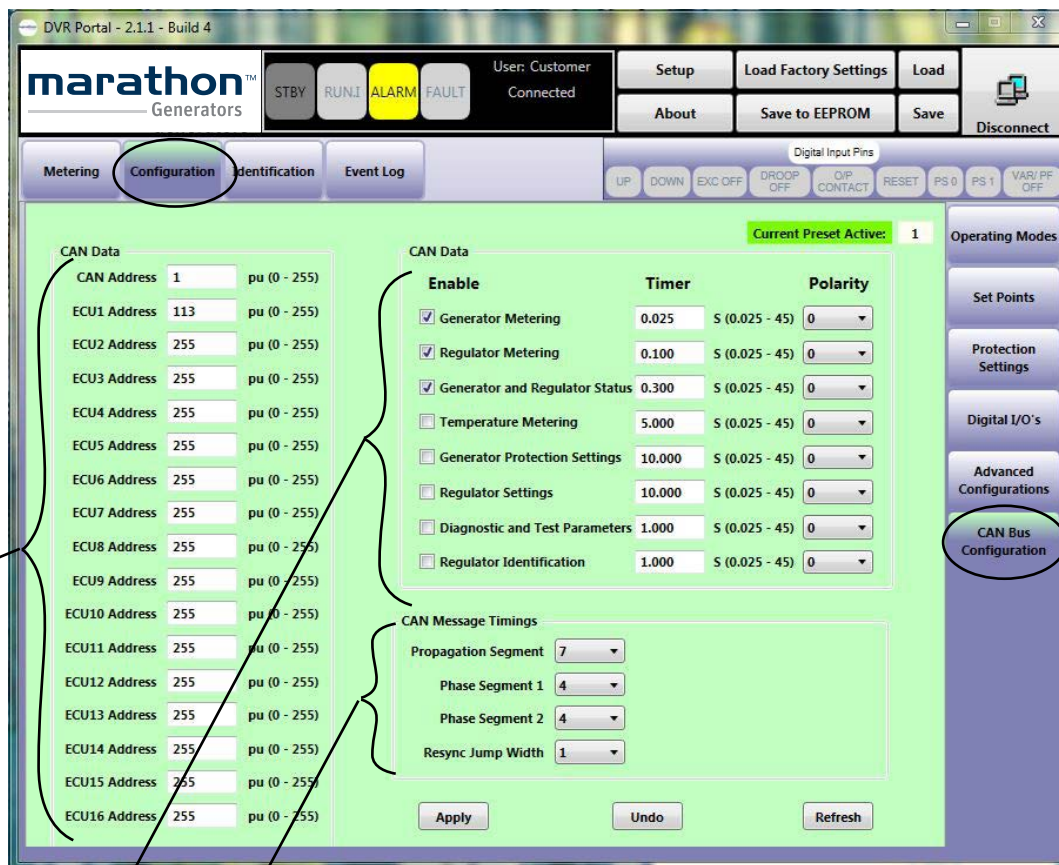 DVR Portal - 2.1.1 - Build 4
marathon™
Generators
STBY RUN.I ALARM FAULT
User: Customer
Connected
Setup Load Factory Settings Load
About Save to EEPROM Save
Disconnect
Metering Configuration Identification Event Log
Digital Input Pins
UP DOWN EXC OFF DROOP OFF O/P CONTACT RESET PS 0 PS 1 VAR/ PF OFF
Current Preset Active: 1
CAN Data
CAN Address 1 pu (0 - 255)
ECU1 Address 113 pu (0 - 255)
ECU2 Address 255 pu (0 - 255)
ECU3 Address 255 pu (0 - 255)
ECU4 Address 255 pu (0 - 255)
ECU5 Address 255 pu (0 - 255)
ECU6 Address 255 pu (0 - 255)
ECU7 Address 255 pu (0 - 255)
ECU8 Address 255 pu (0 - 255)
ECU9 Address 255 pu (0 - 255)
ECU10 Address 255 pu (0 - 255)
ECU11 Address 255 pu (0 - 255)
ECU12 Address 255 pu (0 - 255)
ECU13 Address 255 pu (0 - 255)
ECU14 Address 255 pu (0 - 255)
ECU15 Address 255 pu (0 - 255)
ECU16 Address 255 pu (0 - 255)
CAN Data
Enable Timer Polarity
Generator Metering 0.025 S (0.025 - 45) 0
Regulator Metering 0.100 S (0.025 - 45) 0
Generator and Regulator Status 0.300 S (0.025 - 45) 0
Temperature Metering 5.000 S (0.025 - 45) 0
Generator Protection Settings 10.000 S (0.025 - 45) 0
Regulator Settings 10.000 S (0.025 - 45) 0
Diagnostic and Test Parameters 1.000 S (0.025 - 45) 0
Regulator Identification 1.000 S (0.025 - 45) 0
CAN Message Timings
Propagation Segment 7
Phase Segment 1 4
Phase Segment 2 4
Resync Jump Width 1
Apply Undo Refresh
Operating Modes
Set Points
Protection
Settings
Digital I/O's
Advanced
Configurations
CAN Bus
Configuration